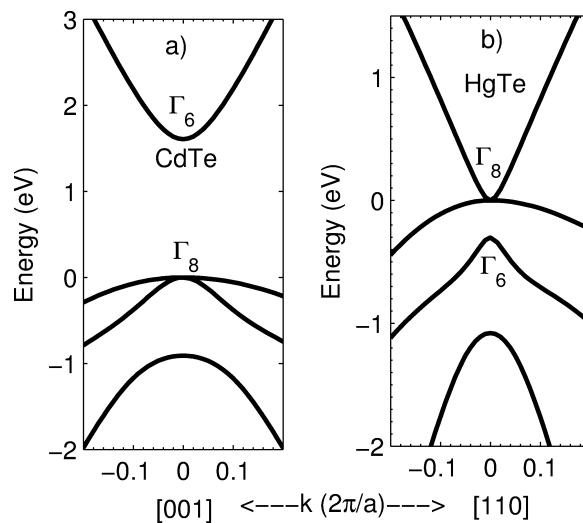 a)
Γ6
CdTe
Γ8
Energy (eV)
3
2
1
0
−1
−2
−0.1 0 0.1
b)
HgTe
Γ8
Γ6
Energy (eV)
1
0
−1
−2
−0.1 0 0.1
[001] <−−−k (2π/a)−−−> [110]